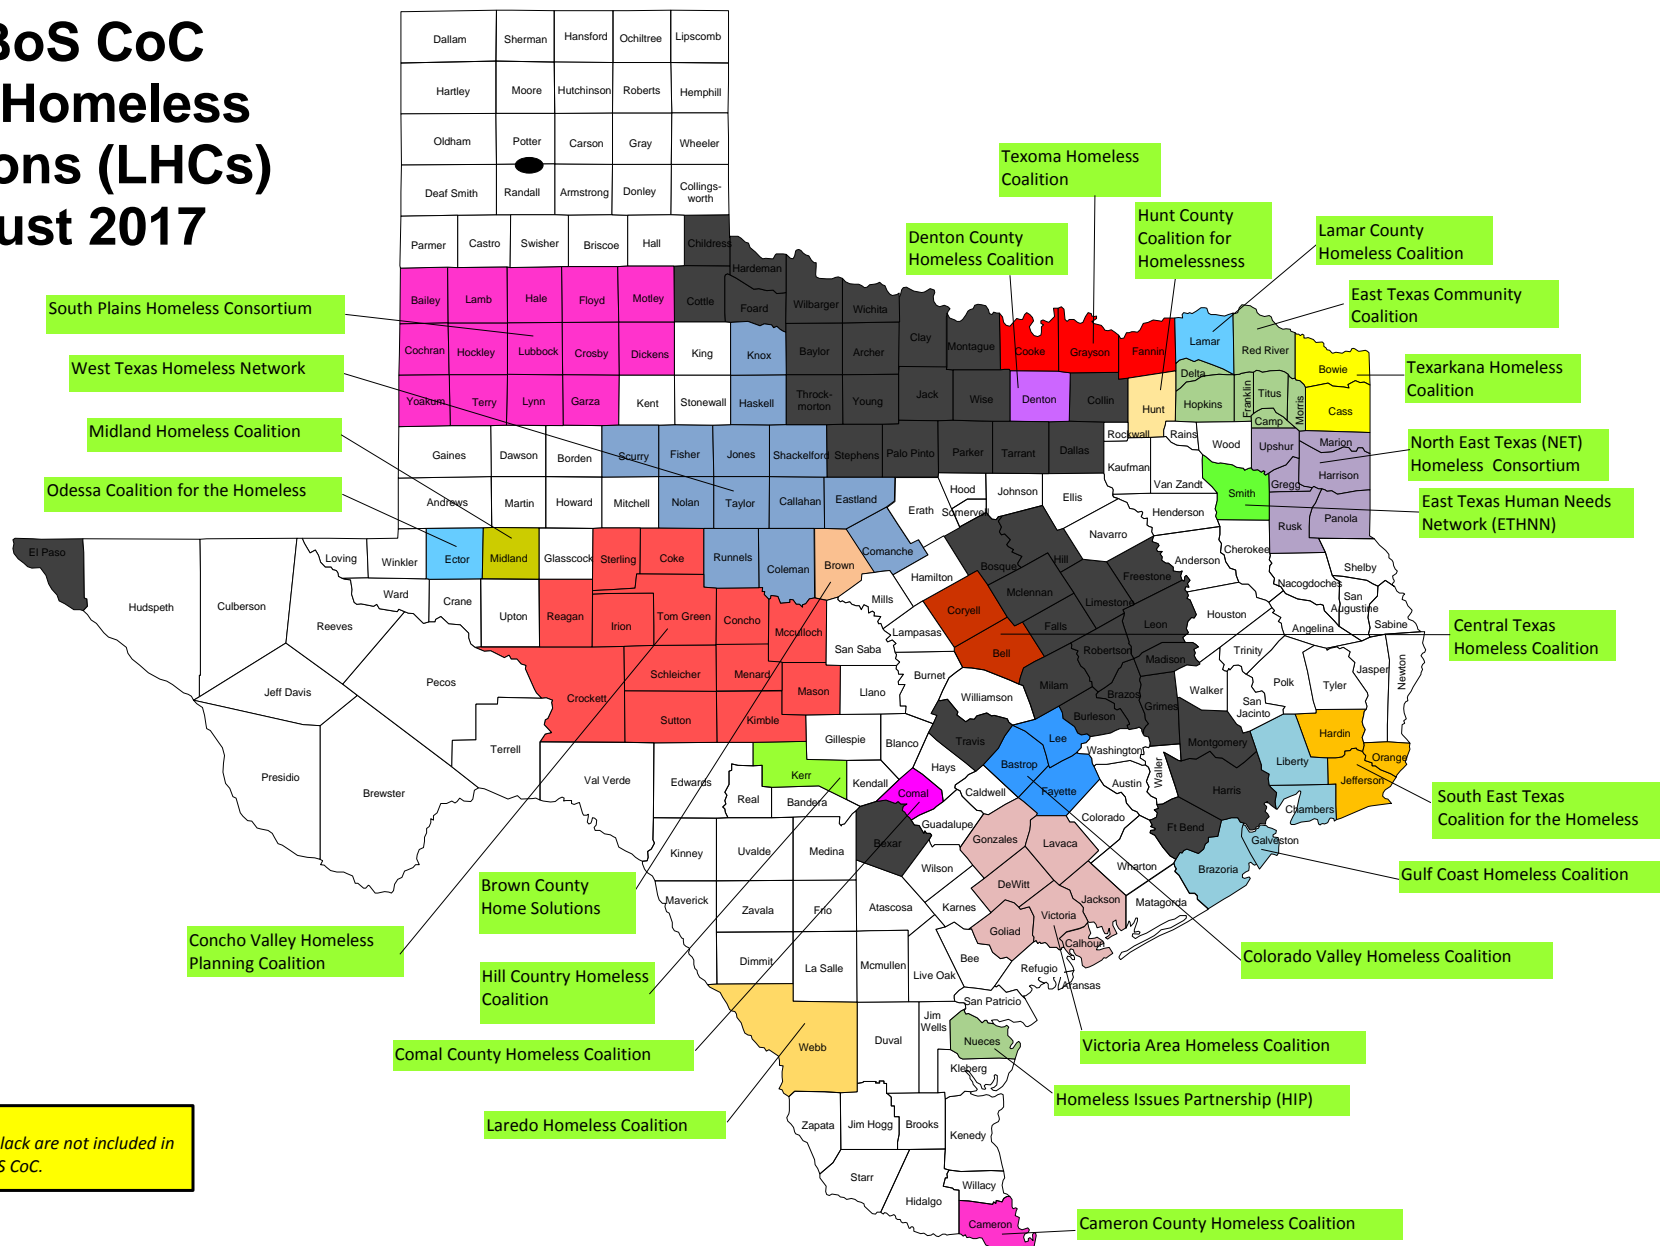 BoS CoC
Homeless
ons (LHCs)
ust 2017
Dallam Sherman Hansford Ochiltree Lipscomb
Hartley Moore Hutchinson Roberts Hemphill
Oldham Potter Carson Gray Wheeler
Deaf Smith Randall Armstrong Donley Collings-
worth
Parmer Castro Swisher Briscoe Hall Childress
Hardeman
Bailey Lamb Hale Floyd Motley Cottle Foard Wilbarger Wichita
Cochran Hockley Lubbock Crosby Dickens King Knox Baylor Archer Clay Montague Cooke Grayson Fannin Lamar Red River Bowie
Yoakum Terry Lynn Garza Kent Stonewall Haskell Throck-
morton Young Jack Wise Denton Collin Hunt Delta Hopkins Franklin Titus Camp Morris Cass
Gaines Dawson Borden Scurry Fisher Jones Shackelford Stephens Palo Pinto Parker Tarrant Dallas Rockwall Kaufman Rains Wood Upshur Marion Harrison
Andrews Martin Howard Mitchell Nolan Taylor Callahan Eastland Erath Hood Somervell Johnson Ellis Van Zandt Henderson Smith Gregg Rusk Panola
El Paso Hudspeth Culberson Reeves Loving Winkler Ward Ector Midland Glasscock Sterling Coke Runnels Coleman Brown Comanche Hamilton Bosque Hill Navarro Freestone Anderson Cherokee Nacogdoches Shelby
Crane Upton Reagan Irion Tom Green Concho Mcculloch Mills Lampasas Coryell Mclennan Limestone Falls Leon Houston Angelina San
Augustine Sabine
Jeff Davis Pecos Crockett Schleicher Menard Mason San Saba Llano Burnet Bell Milam Robertson Madison Brazos Grimes Walker Trinity Polk Tyler Jasper Newton
San
Jacinto
Presidio Brewster Terrell Val Verde Sutton Kimble Gillespie Blanco Williamson Travis Burleson Lee Bastrop Washington Montgomery Liberty Hardin Orange Jefferson
Edwards Kerr Real Bandera Kendall Comal Hays Caldwell Fayette Austin Waller Harris Chambers
Kinney Uvalde Medina Bexar Guadalupe Gonzales Lavaca Colorado Ft Bend Galveston Brazoria
Maverick Zavala Frio Atascosa Wilson Karnes DeWitt Wharton Jackson Matagorda
Dimmit La Salle Mcmullen Live Oak Bee Goliad Victoria Calhoun Refugio Aransas
San Patricio
Webb Duval Jim
Wells Nueces
Kleberg
Zapata Jim Hogg Brooks Kenedy
Starr Hidalgo Willacy
Cameron
Texoma Homeless
Coalition
Denton County
Homeless Coalition
Hunt County
Coalition for
Homelessness
Lamar County
Homeless Coalition
East Texas Community
Coalition
Texarkana Homeless
Coalition
North East Texas (NET)
Homeless Consortium
East Texas Human Needs
Network (ETHNN)
South Plains Homeless Consortium
West Texas Homeless Network
Midland Homeless Coalition
Odessa Coalition for the Homeless
Central Texas
Homeless Coalition
South East Texas
Coalition for the Homeless
Gulf Coast Homeless Coalition
Colorado Valley Homeless Coalition
Victoria Area Homeless Coalition
Homeless Issues Partnership (HIP)
Cameron County Homeless Coalition
Brown County
Home Solutions
Concho Valley Homeless
Planning Coalition
Hill Country Homeless
Coalition
Comal County Homeless Coalition
Laredo Homeless Coalition
lack are not included in
S CoC.